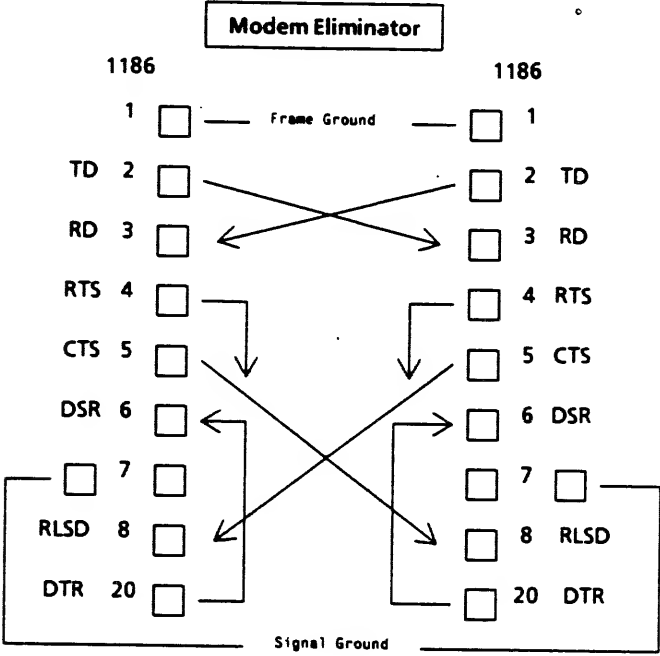 Modem Eliminator
1186 1186
1 Frame Ground 1
TD 2 2 TD
RD 3 3 RD
RTS 4 4 RTS
CTS 5 5 CTS
DSR 6 6 DSR
7 7
RLSD 8 8 RLSD
DTR 20 20 DTR
Signal Ground